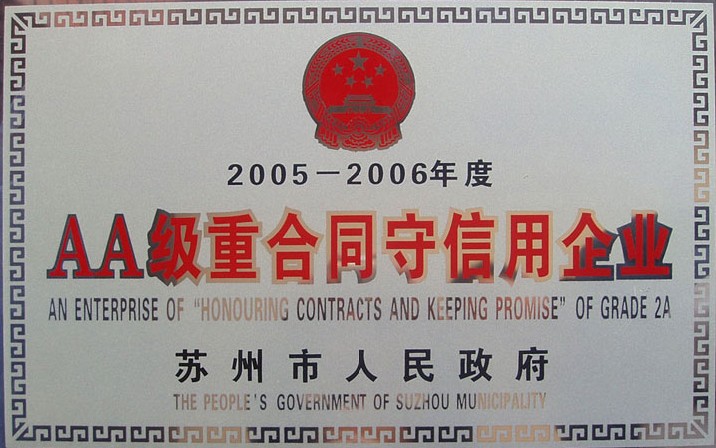 2005－2006年度
AA级重合同守信用企业
AN ENTERPRISE OF "HONOURING CONTRACTS AND KEEPING PROMISE" OF GRADE 2A
苏州市人民政府
THE PEOPLE'S GOVERNMENT OF SUZHOU MUNICIPALITY